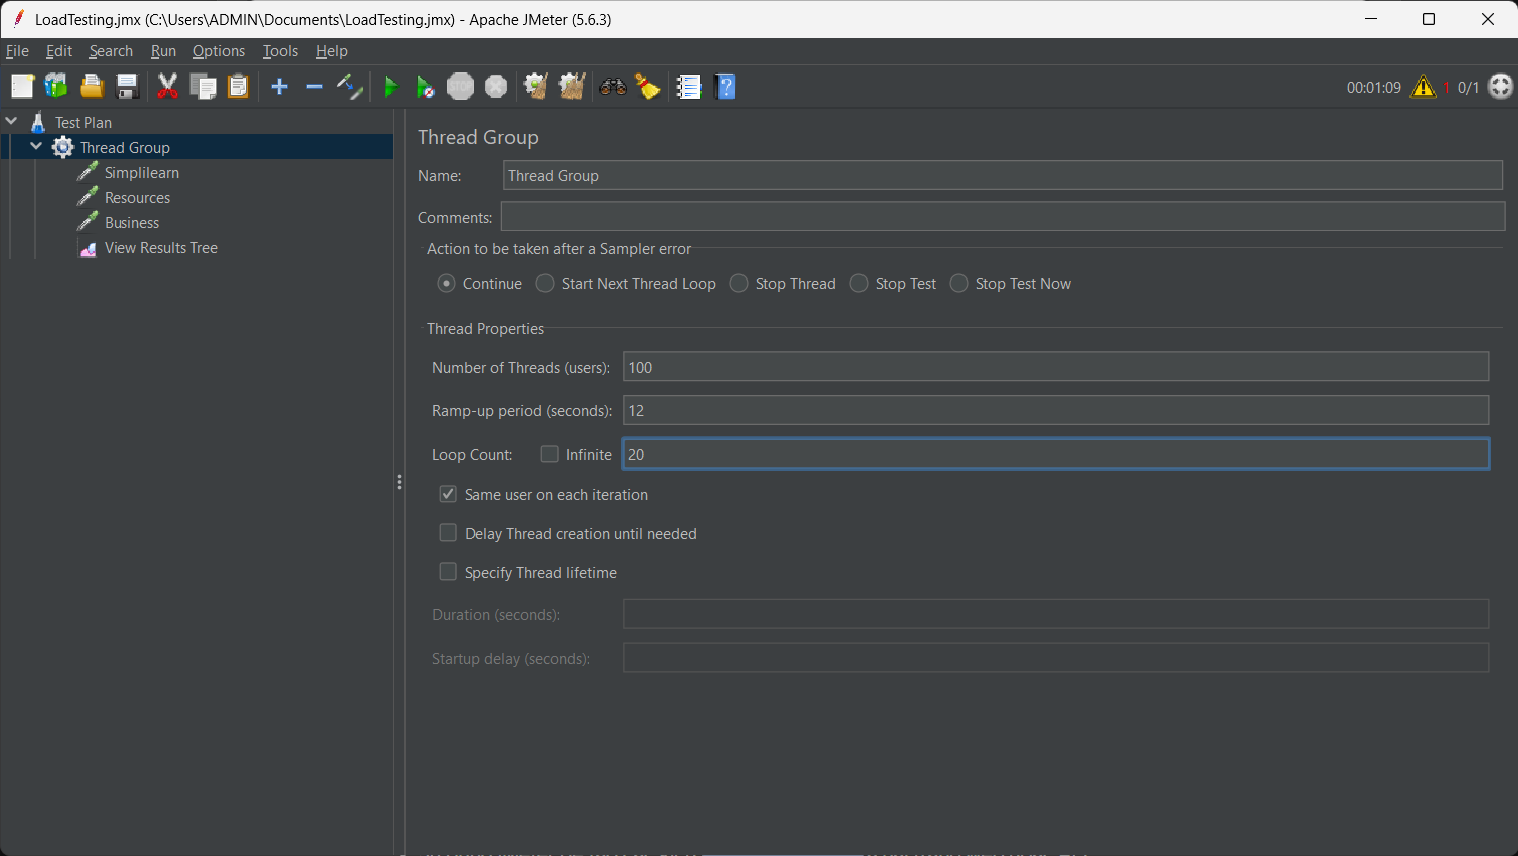 LoadTesting.jmx (C:\Users\ADMIN\Documents\LoadTesting.jmx) - Apache JMeter (5.6.3)
File Edit Search Run Options Tools Help
STOP
00:01:09 1 0/1
Test Plan
Thread Group
Simplilearn
Resources
Business
View Results Tree
Thread Group
Name: Thread Group
Comments:
Action to be taken after a Sampler error
Continue Start Next Thread Loop Stop Thread Stop Test Stop Test Now
Thread Properties
Number of Threads (users): 100
Ramp-up period (seconds): 12
Loop Count: Infinite 20
Same user on each iteration
Delay Thread creation until needed
Specify Thread lifetime
Duration (seconds):
Startup delay (seconds):